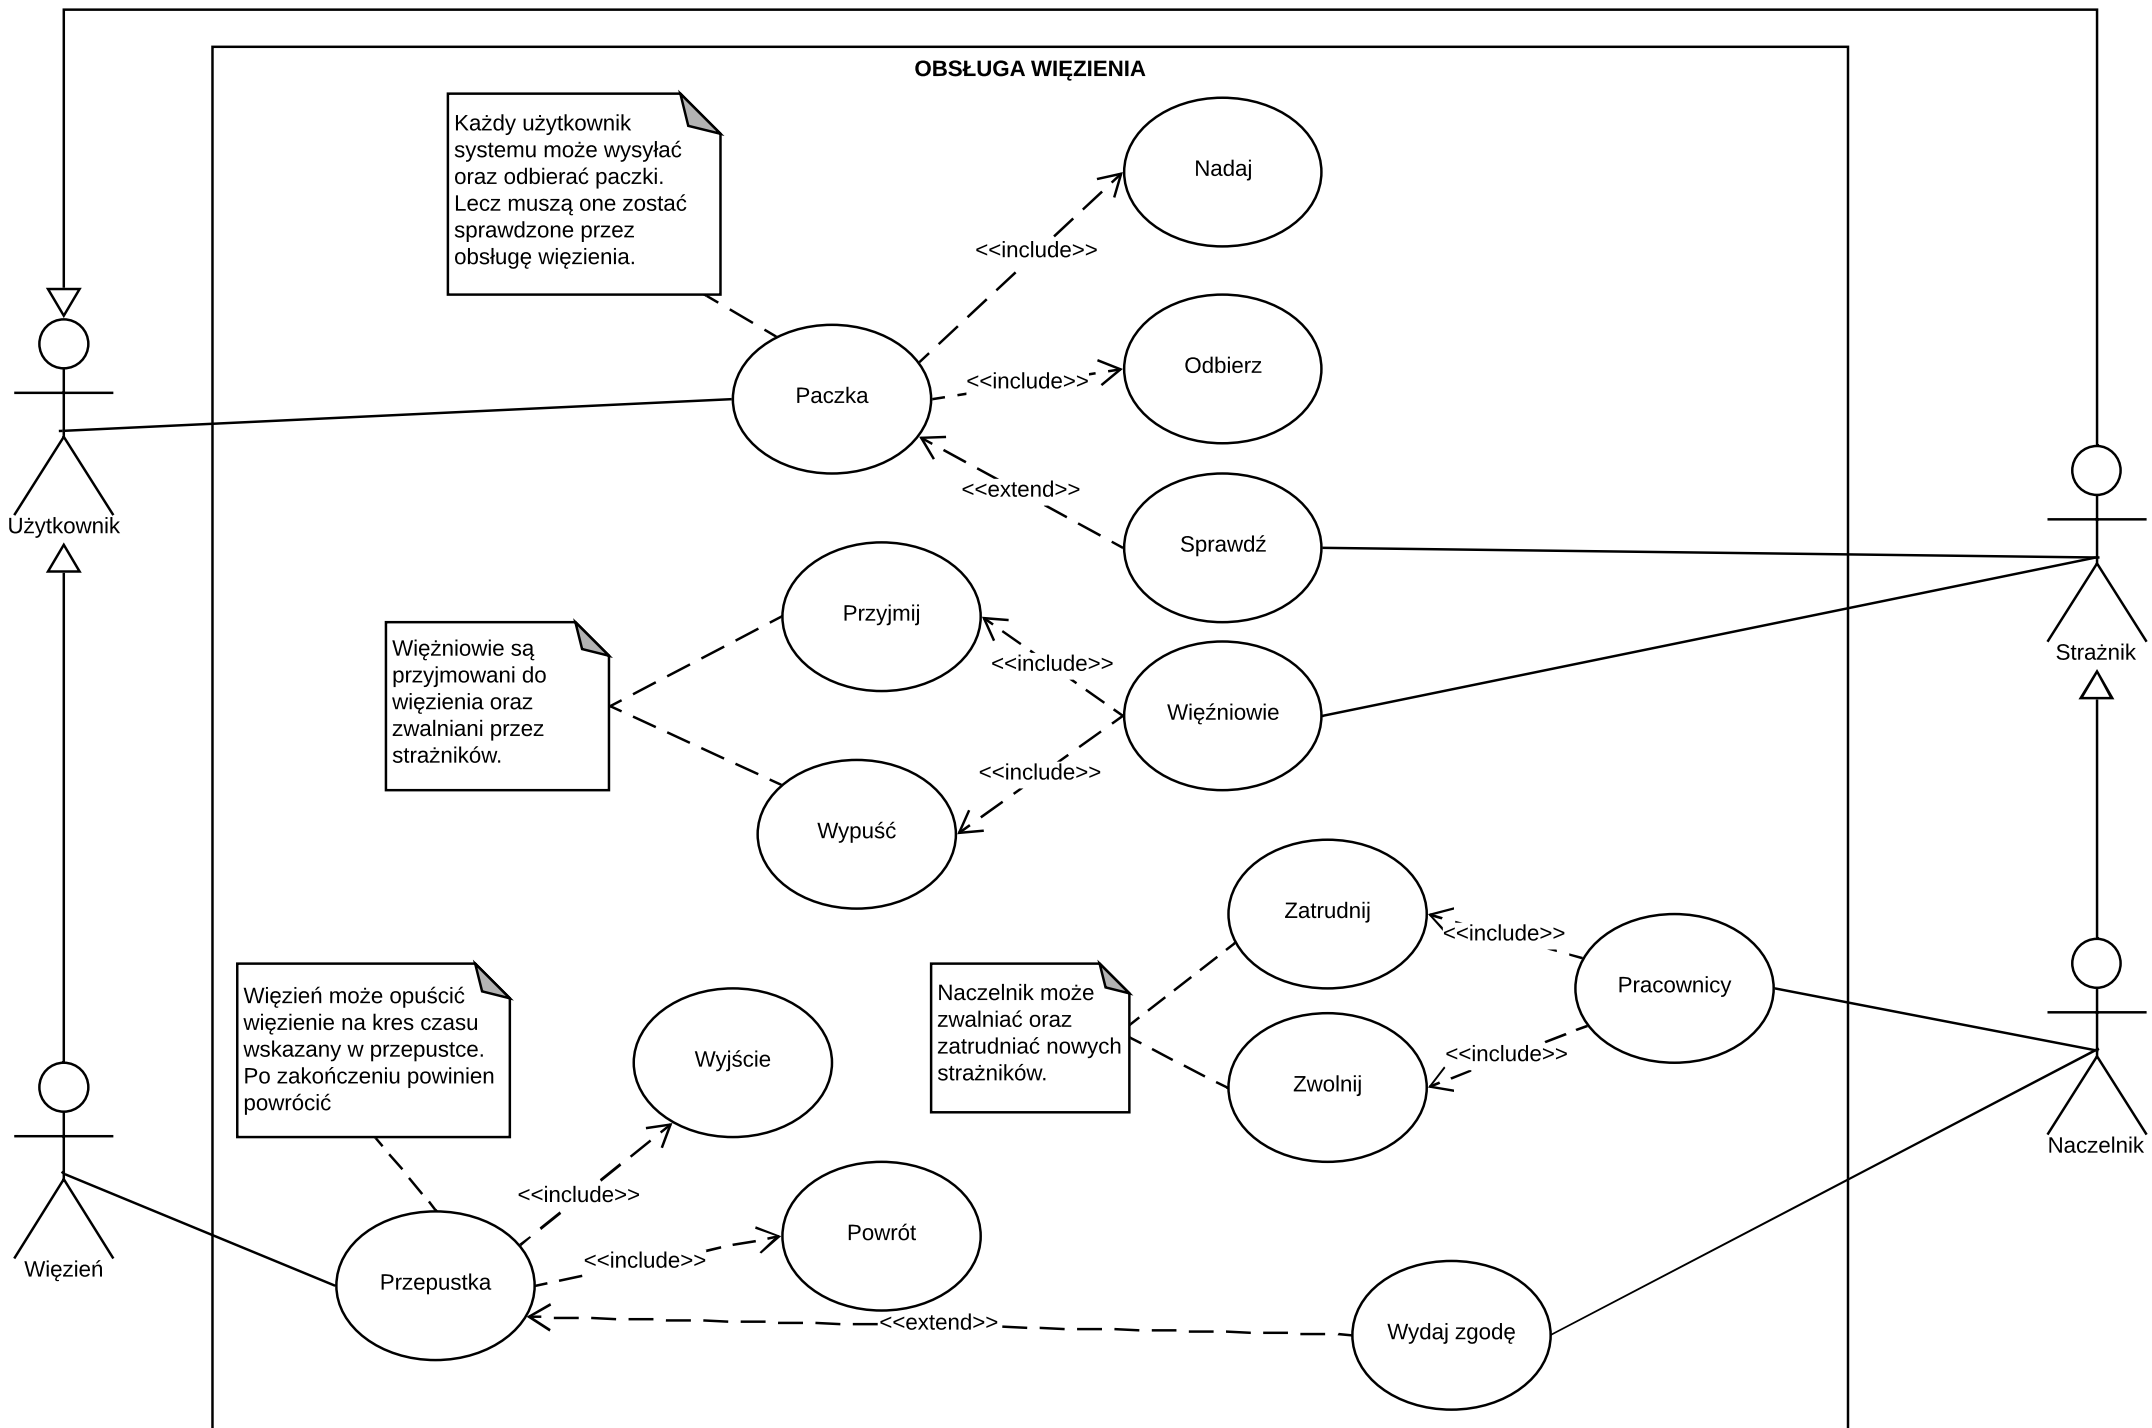 OBSŁUGA WIĘZIENIA
Każdy użytkownik
systemu może wysyłać
oraz odbierać paczki.
Lecz muszą one zostać
sprawdzone przez
obsługę więzienia.
Nadaj
<<include>>
Odbierz
<<include>>
Paczka
<<extend>>
Sprawdź
Użytkownik
Przyjmij
Więżniowie są
przyjmowani do
więzienia oraz
zwalniani przez
strażników.
<<include>>
Więźniowie
<<include>>
Wypuść
Strażnik
Zatrudnij
<<include>>
Pracownicy
Naczelnik może
zwalniać oraz
zatrudniać nowych
strażników.
<<include>>
Zwolnij
Naczelnik
Więzień może opuścić
więzienie na kres czasu
wskazany w przepustce.
Po zakończeniu powinien
powrócić
Wyjście
<<include>>
Powrót
<<include>>
Więzień
Przepustka
<<extend>>
Wydaj zgodę